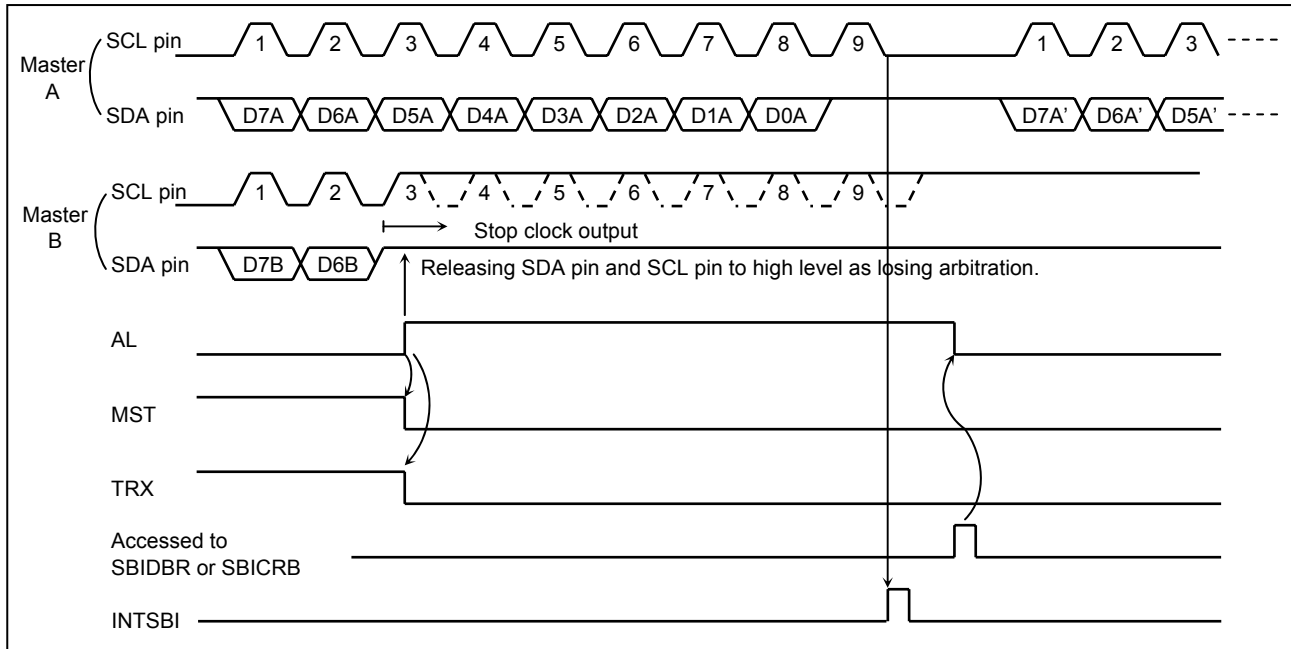 SCL pin 1 2 3 4 5 6 7 8 9 1 2 3
Master A
SDA pin D7A D6A D5A D4A D3A D2A D1A D0A D7A' D6A' D5A'
SCL pin 1 2 3 4 5 6 7 8 9
Master B
Stop clock output
SDA pin D7B D6B
Releasing SDA pin and SCL pin to high level as losing arbitration.
AL
MST
TRX
Accessed to
SBIDBR or SBICRB
INTSBI